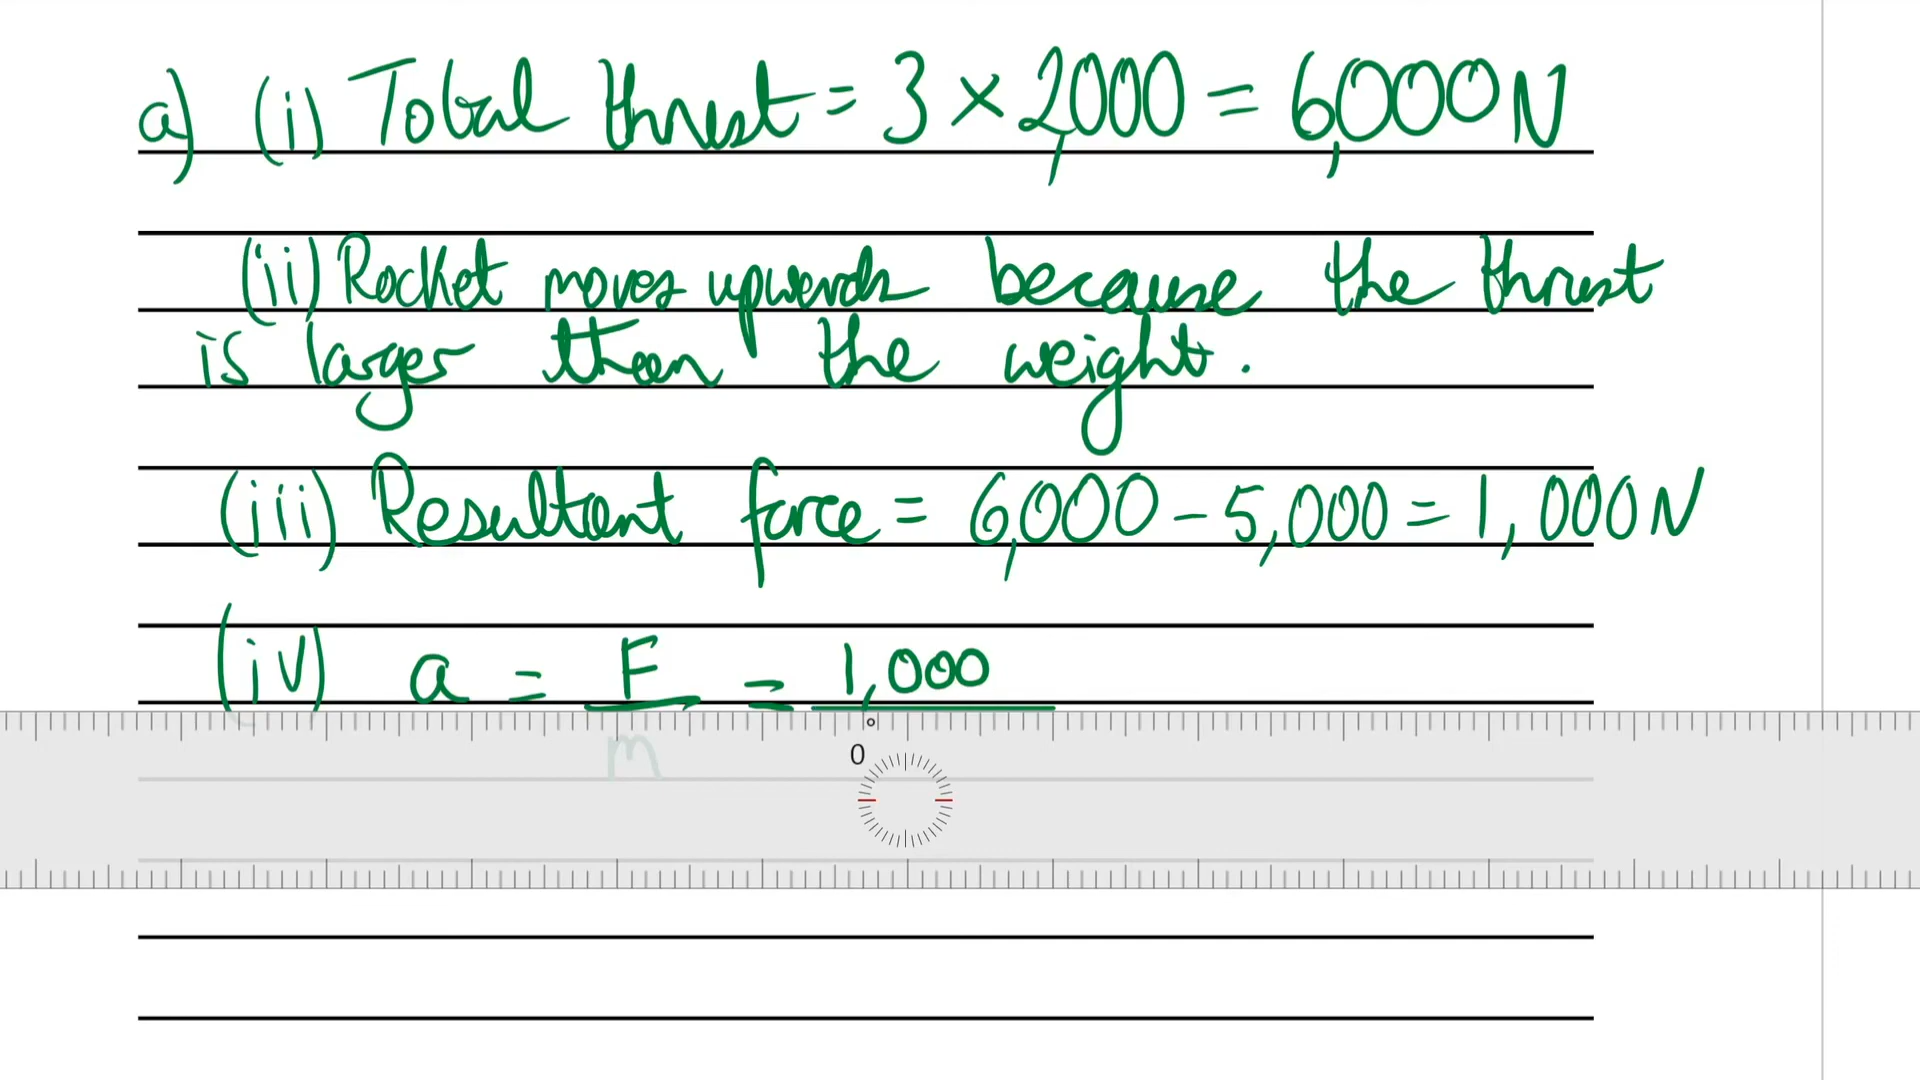 a) (i) Total thrust = 3 × 2,000 = 6,000 N
(ii) Rocket moves upwards because the thrust
is larger than the weight.
(iii) Resultant force = 6,000 - 5,000 = 1,000 N
(iv) a = F = 1,000
m
0°